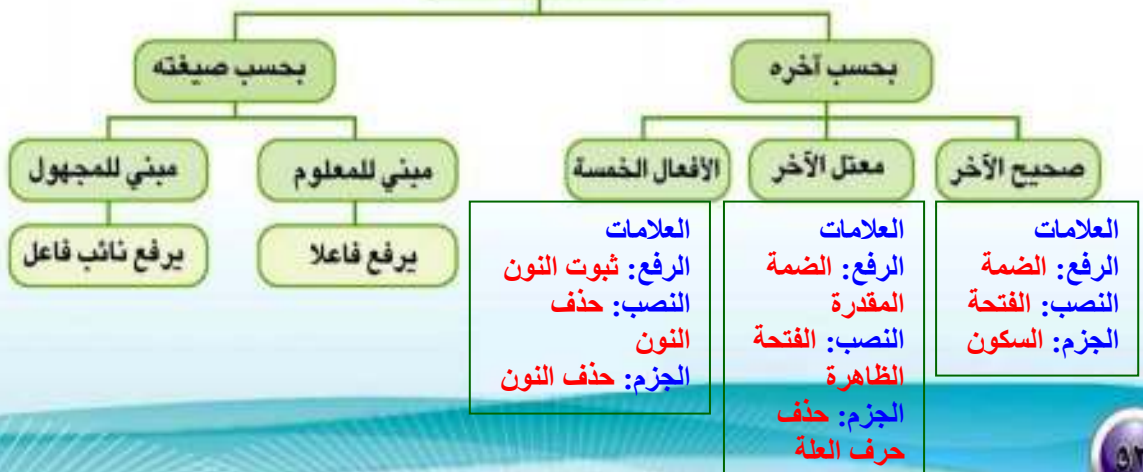 بحسب آخره
بحسب صيغته
صحيح الآخر
معتل الآخر
الأفعال الخمسة
مبني للمعلوم
مبني للمجهول
يرفع فاعلا
يرفع نائب فاعل
العلامات
الرفع: الضمة
النصب: الفتحة
الجزم: السكون
العلامات
الرفع: الضمة
المقدرة
النصب: الفتحة
الظاهرة
الجزم: حذف
حرف العلة
العلامات
الرفع: ثبوت النون
النصب: حذف
النون
الجزم: حذف النون